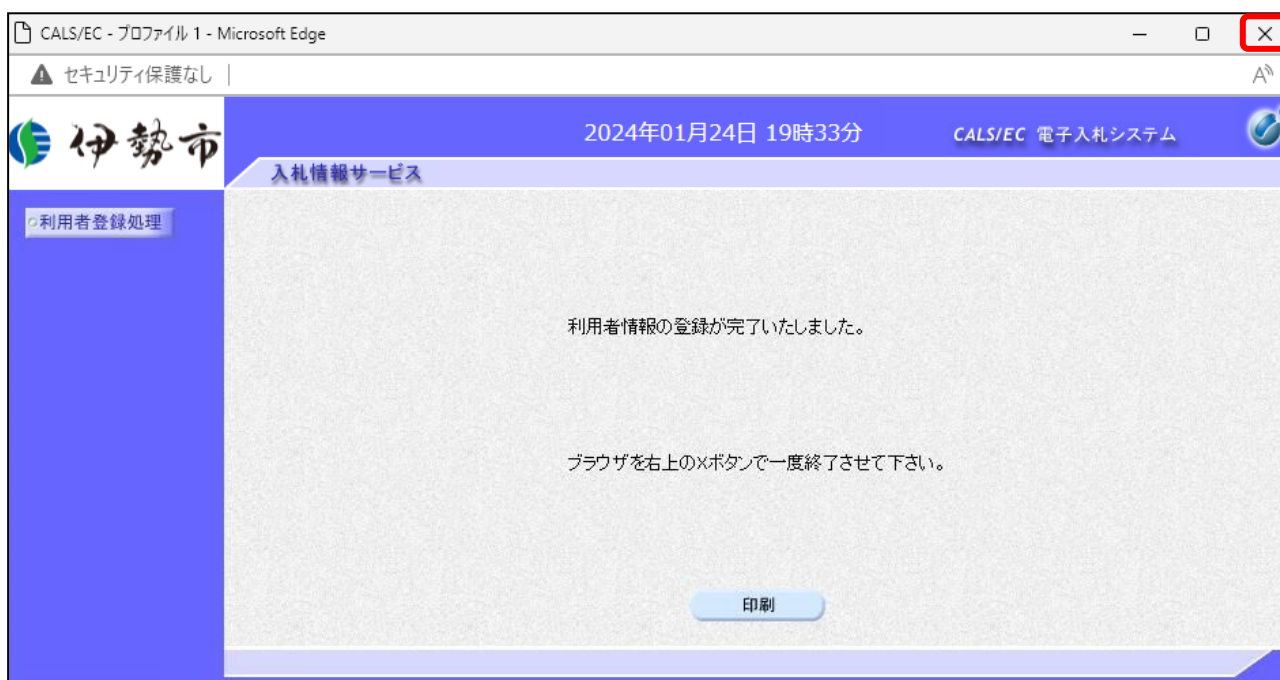 CALS/EC - プロファイル 1 - Microsoft Edge
セキュリティ保護なし
伊勢市
2024年01月24日 19時33分
CALS/EC 電子入札システム
入札情報サービス
利用者登録処理
利用者情報の登録が完了いたしました。
ブラウザを右上の×ボタンで一度終了させて下さい。
印刷